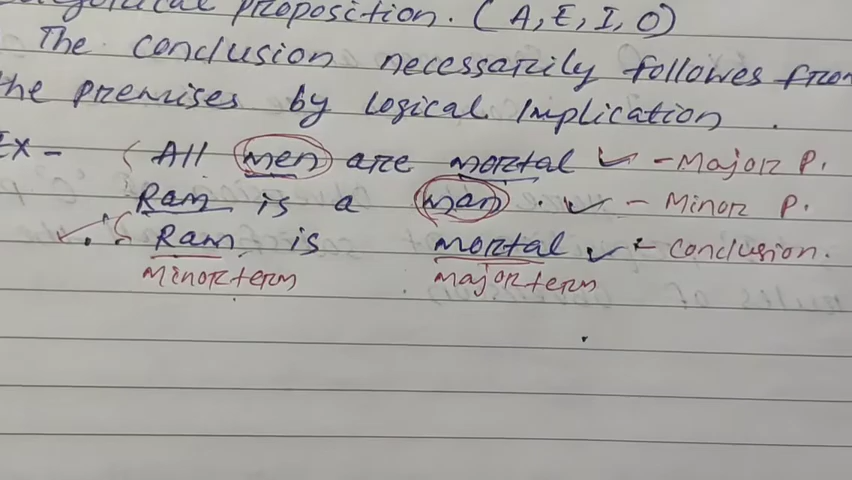 proposition. (A, E, I, O)
The conclusion necessarily followes from
the premises by logical implication.
Ex - All men are mortal - Major P.
Ram is a man. - Minor P.
∴ Ram is mortal - conclusion.
minor term major term